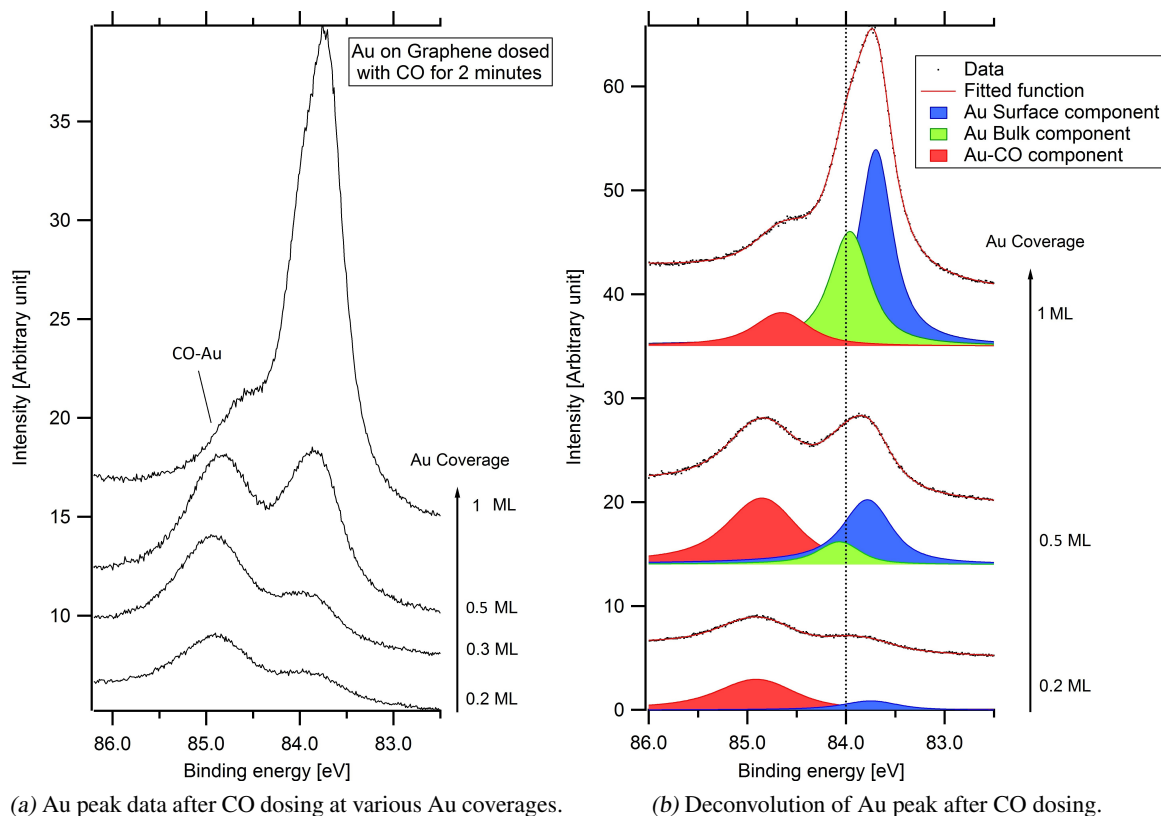 Au on Graphene dosed
with CO for 2 minutes
Intensity [Arbitrary unit]
35
30
25
20
15
10
CO-Au
Au Coverage
1 ML
0.5 ML
0.3 ML
0.2 ML
86.0 85.0 84.0 83.0
Binding energy [eV]
(a) Au peak data after CO dosing at various Au coverages.
Data
Fitted function
Au Surface component
Au Bulk component
Au-CO component
Intensity [Arbitrary unit]
60
50
40
30
20
10
0
Au Coverage
1 ML
0.5 ML
0.2 ML
86.0 85.0 84.0 83.0
Binding energy [eV]
(b) Deconvolution of Au peak after CO dosing.